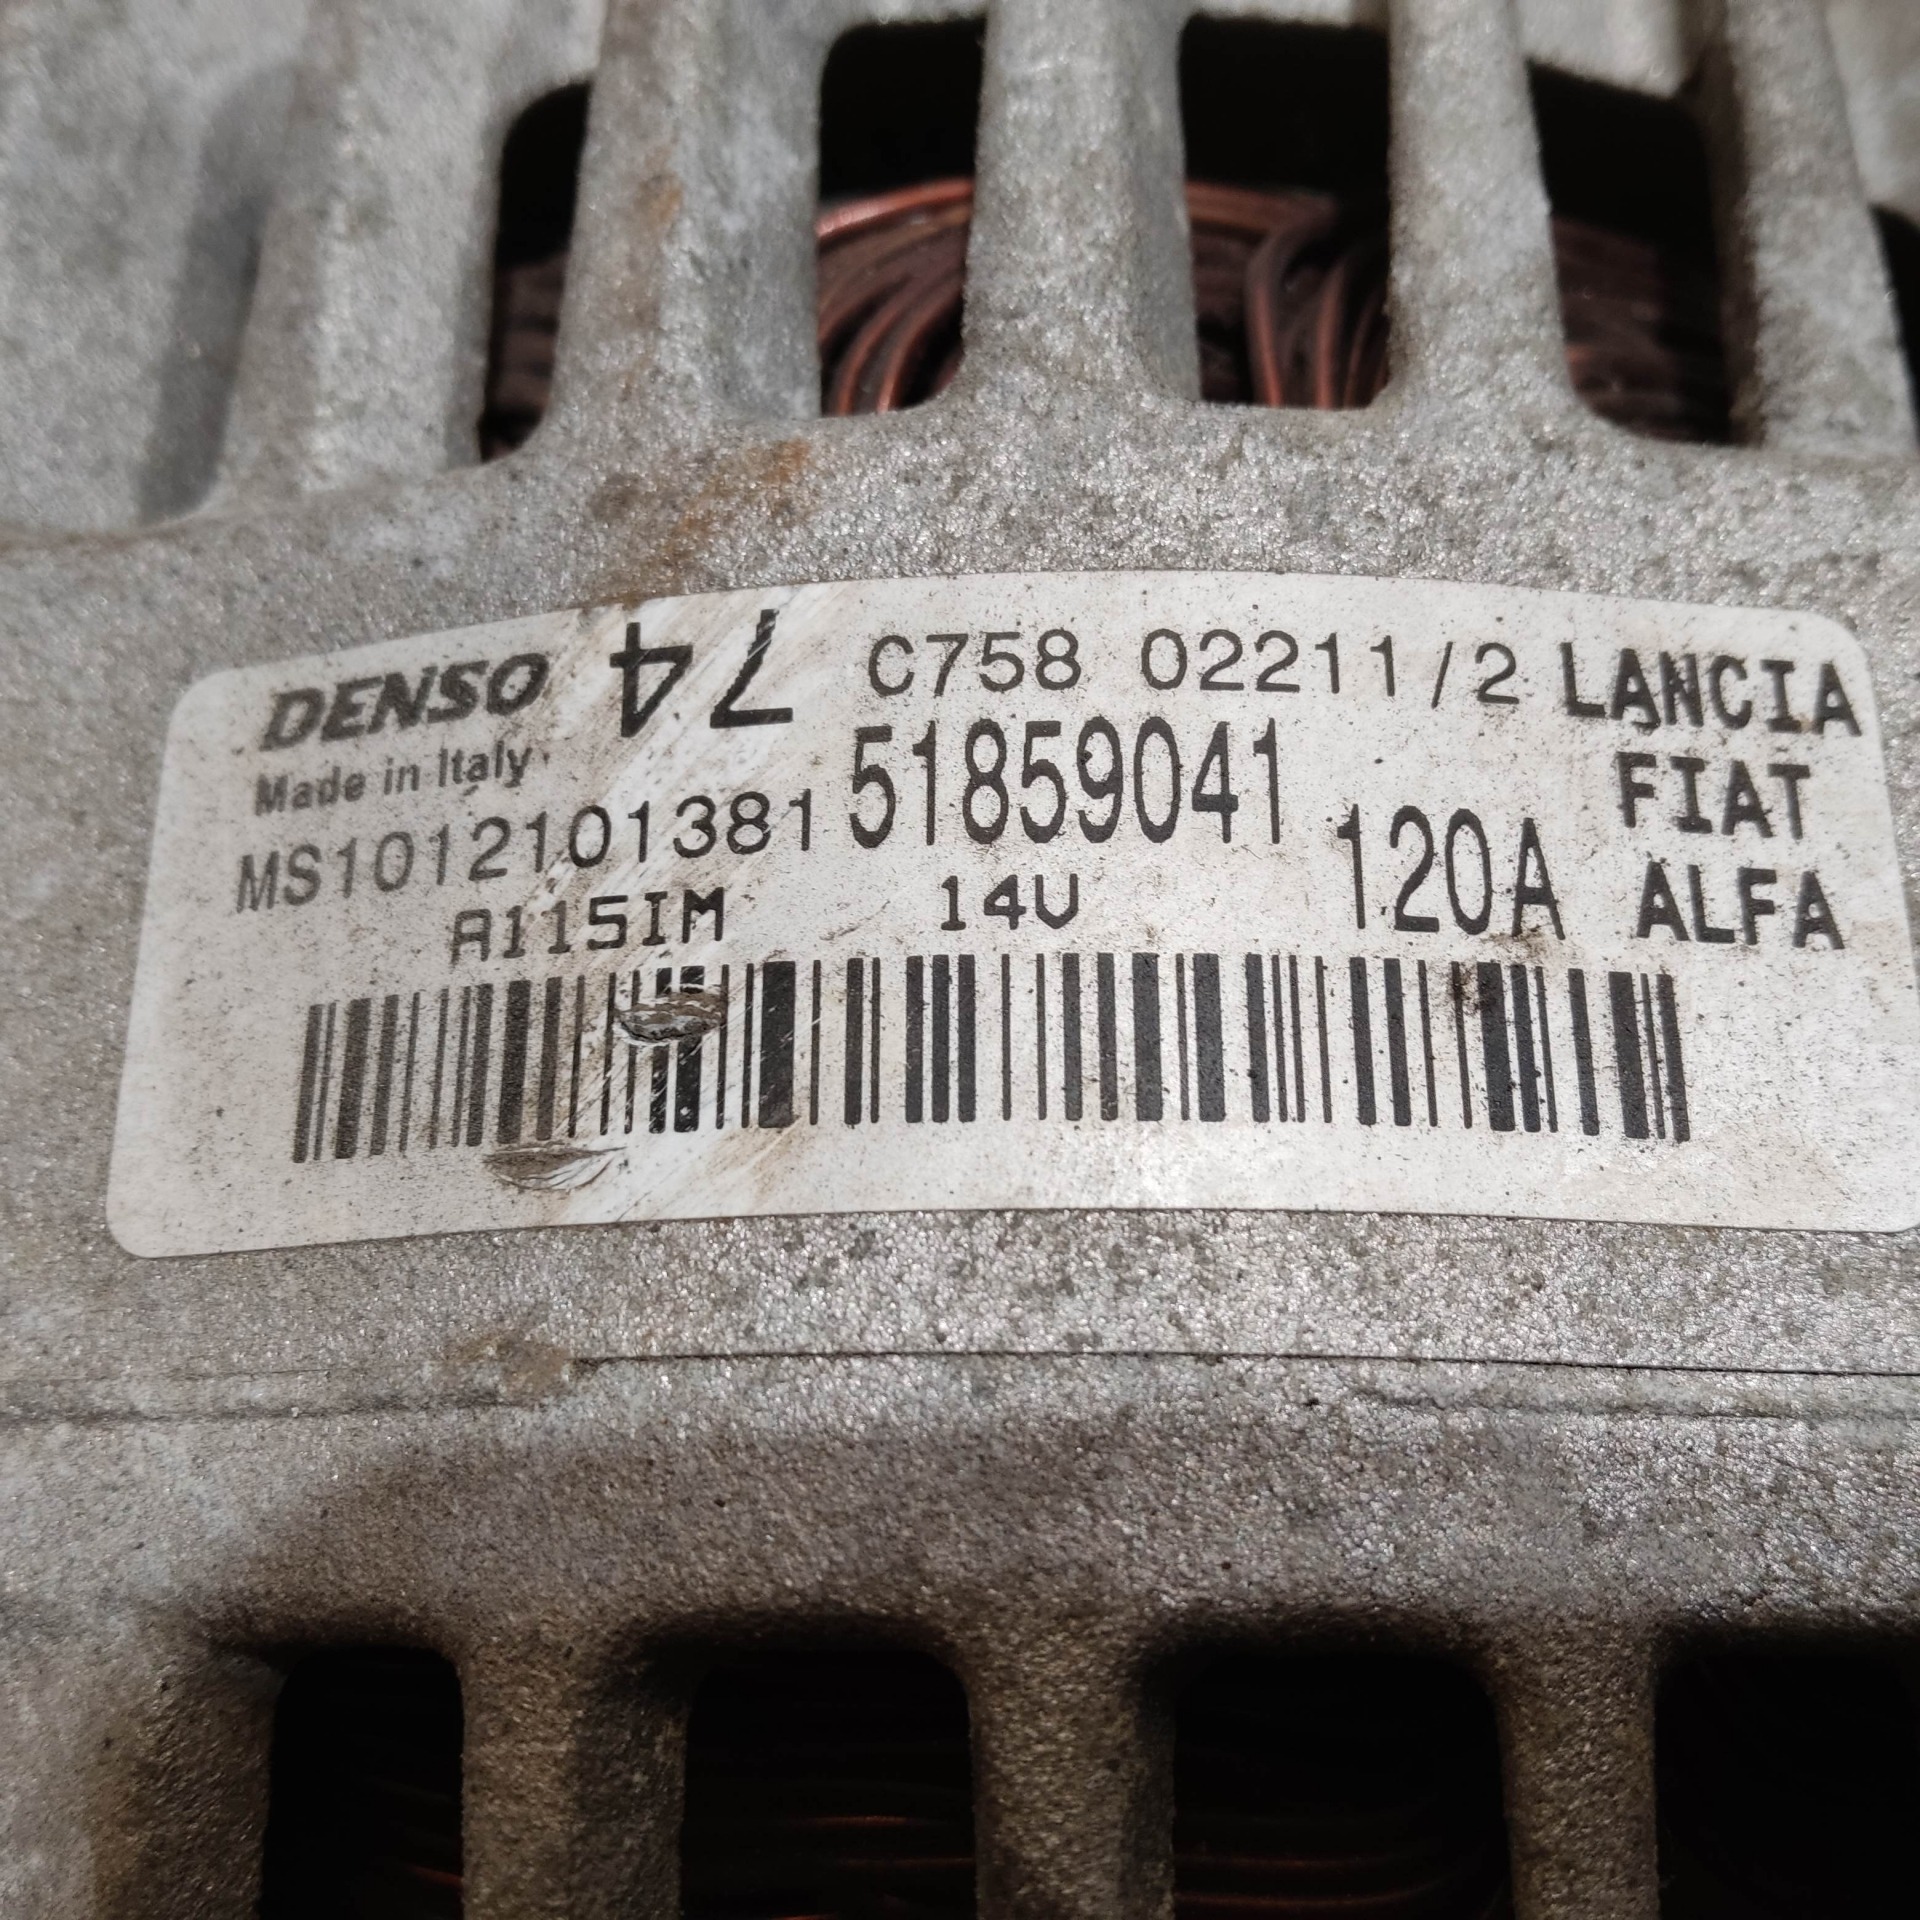 DENSO 74 C758 02211/2 LANCIA
Made in Italy
MS1012101381 51859041 FIAT
A115IM 14V 120A ALFA